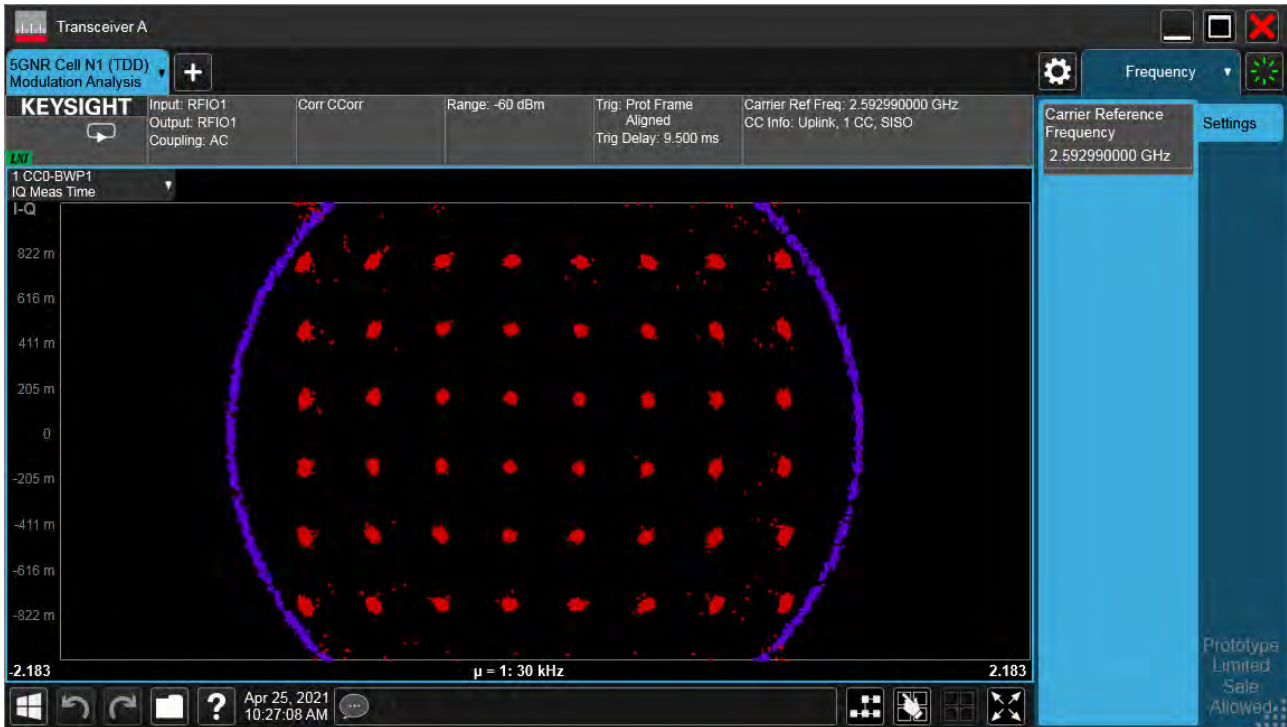 Transceiver A
5GNR Cell N1 (TDD)
Modulation Analysis
+
Frequency
KEYSIGHT
LXI
Input: RFIO1
Output: RFIO1
Coupling: AC
Corr CCorr
Range: -60 dBm
Trig: Prot Frame
Aligned
Trig Delay: 9.500 ms
Carrier Ref Freq: 2.592990000 GHz
CC Info: Uplink, 1 CC, SISO
Carrier Reference
Frequency
2.592990000 GHz
Settings
1 CC0-BWP1
IQ Meas Time
I-Q
822 m
616 m
411 m
205 m
0
-205 m
-411 m
-616 m
-822 m
-2.183
µ = 1: 30 kHz
2.183
?
Apr 25, 2021
10:27:08 AM
Prototype
Limited
Sale
Allowed